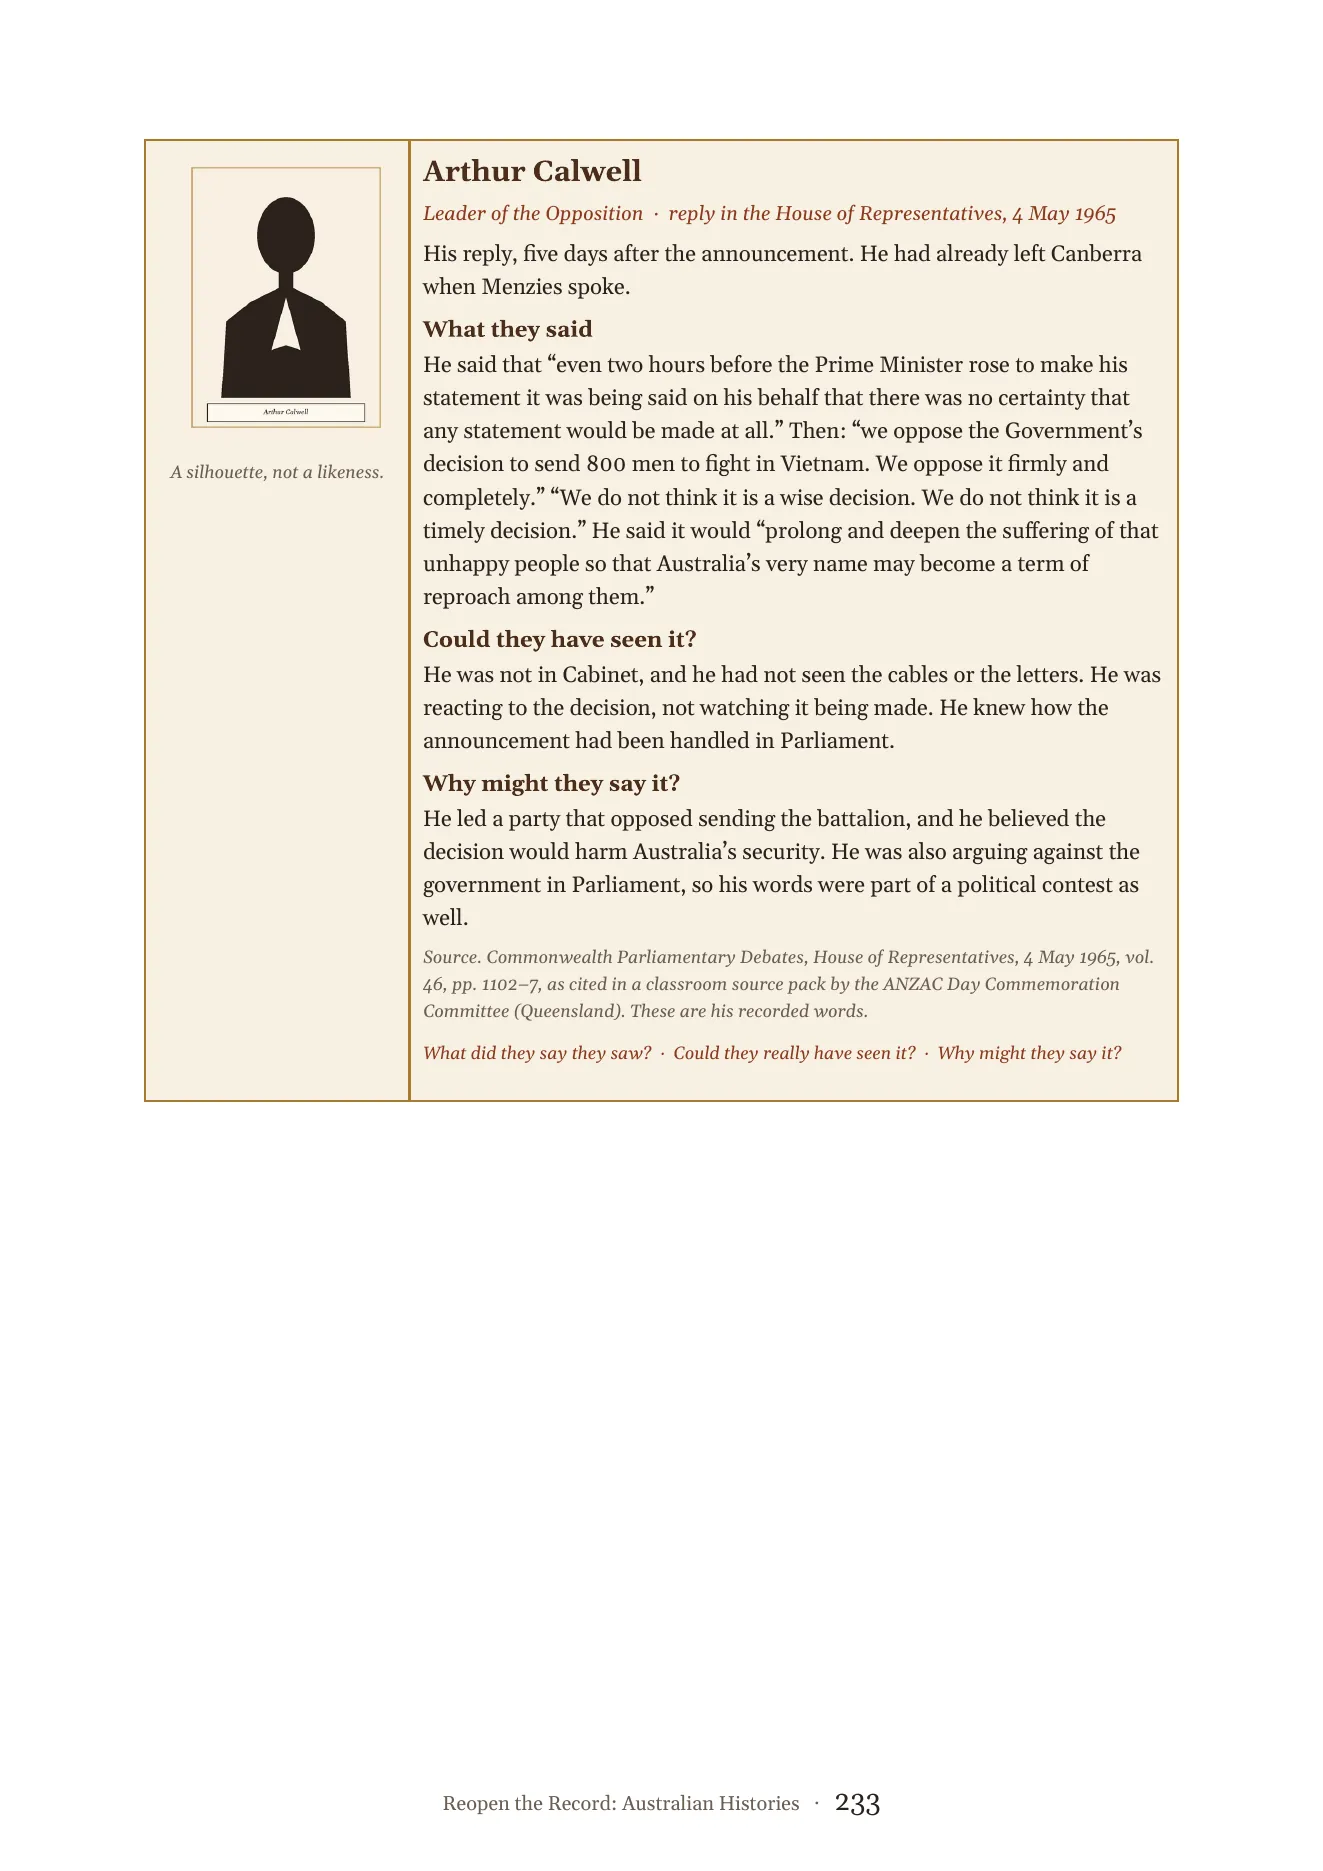 Arthur Calwell
A silhouette, not a likeness.
Arthur Calwell
Leader of the Opposition · reply in the House of Representatives, 4 May 1965
His reply, five days after the announcement. He had already left Canberra
when Menzies spoke.
What they said
He said that “even two hours before the Prime Minister rose to make his
statement it was being said on his behalf that there was no certainty that
any statement would be made at all.” Then: “we oppose the Government’s
decision to send 800 men to fight in Vietnam. We oppose it firmly and
completely.” “We do not think it is a wise decision. We do not think it is a
timely decision.” He said it would “prolong and deepen the suffering of that
unhappy people so that Australia’s very name may become a term of
reproach among them.”
Could they have seen it?
He was not in Cabinet, and he had not seen the cables or the letters. He was
reacting to the decision, not watching it being made. He knew how the
announcement had been handled in Parliament.
Why might they say it?
He led a party that opposed sending the battalion, and he believed the
decision would harm Australia’s security. He was also arguing against the
government in Parliament, so his words were part of a political contest as
well.
Source. Commonwealth Parliamentary Debates, House of Representatives, 4 May 1965, vol.
46, pp. 1102–7, as cited in a classroom source pack by the ANZAC Day Commemoration
Committee (Queensland). These are his recorded words.
What did they say they saw? · Could they really have seen it? · Why might they say it?
Reopen the Record: Australian Histories · 233